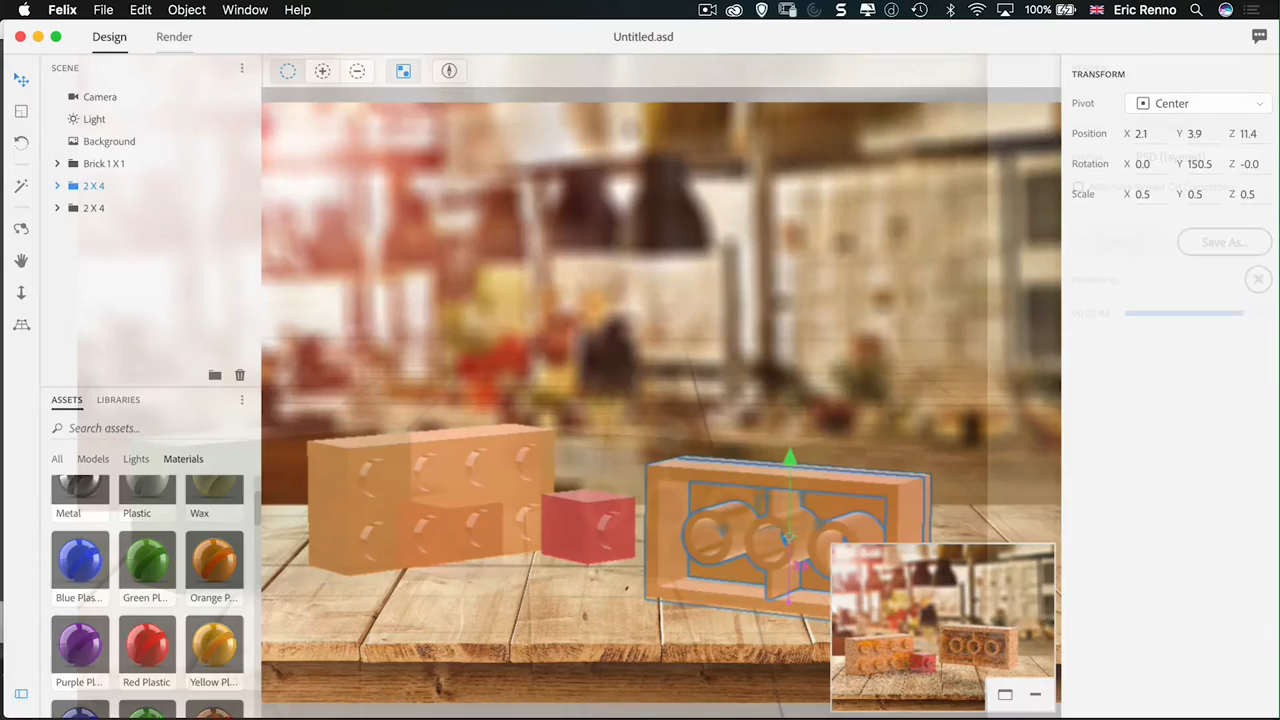 Felix File Edit Object Window Help 100% Eric Renno
Design Render Untitled.asd
SCENE
Camera
Light
Background
Brick 1 X 1
2 X 4
2 X 4
ASSETS LIBRARIES
Search assets...
All Models Lights Materials
Metal Plastic Wax
Blue Plas... Green Pl... Orange P...
Purple Pl... Red Plastic Yellow Pl...
TRANSFORM
Pivot Center
Position X 2.1 Y 3.9 Z 11.4
Rotation X 0.0 Y 150.5 Z -0.0
PSD (layered)
Scale X 0.5 Y 0.5 Z 0.5
Save As...
Rendering